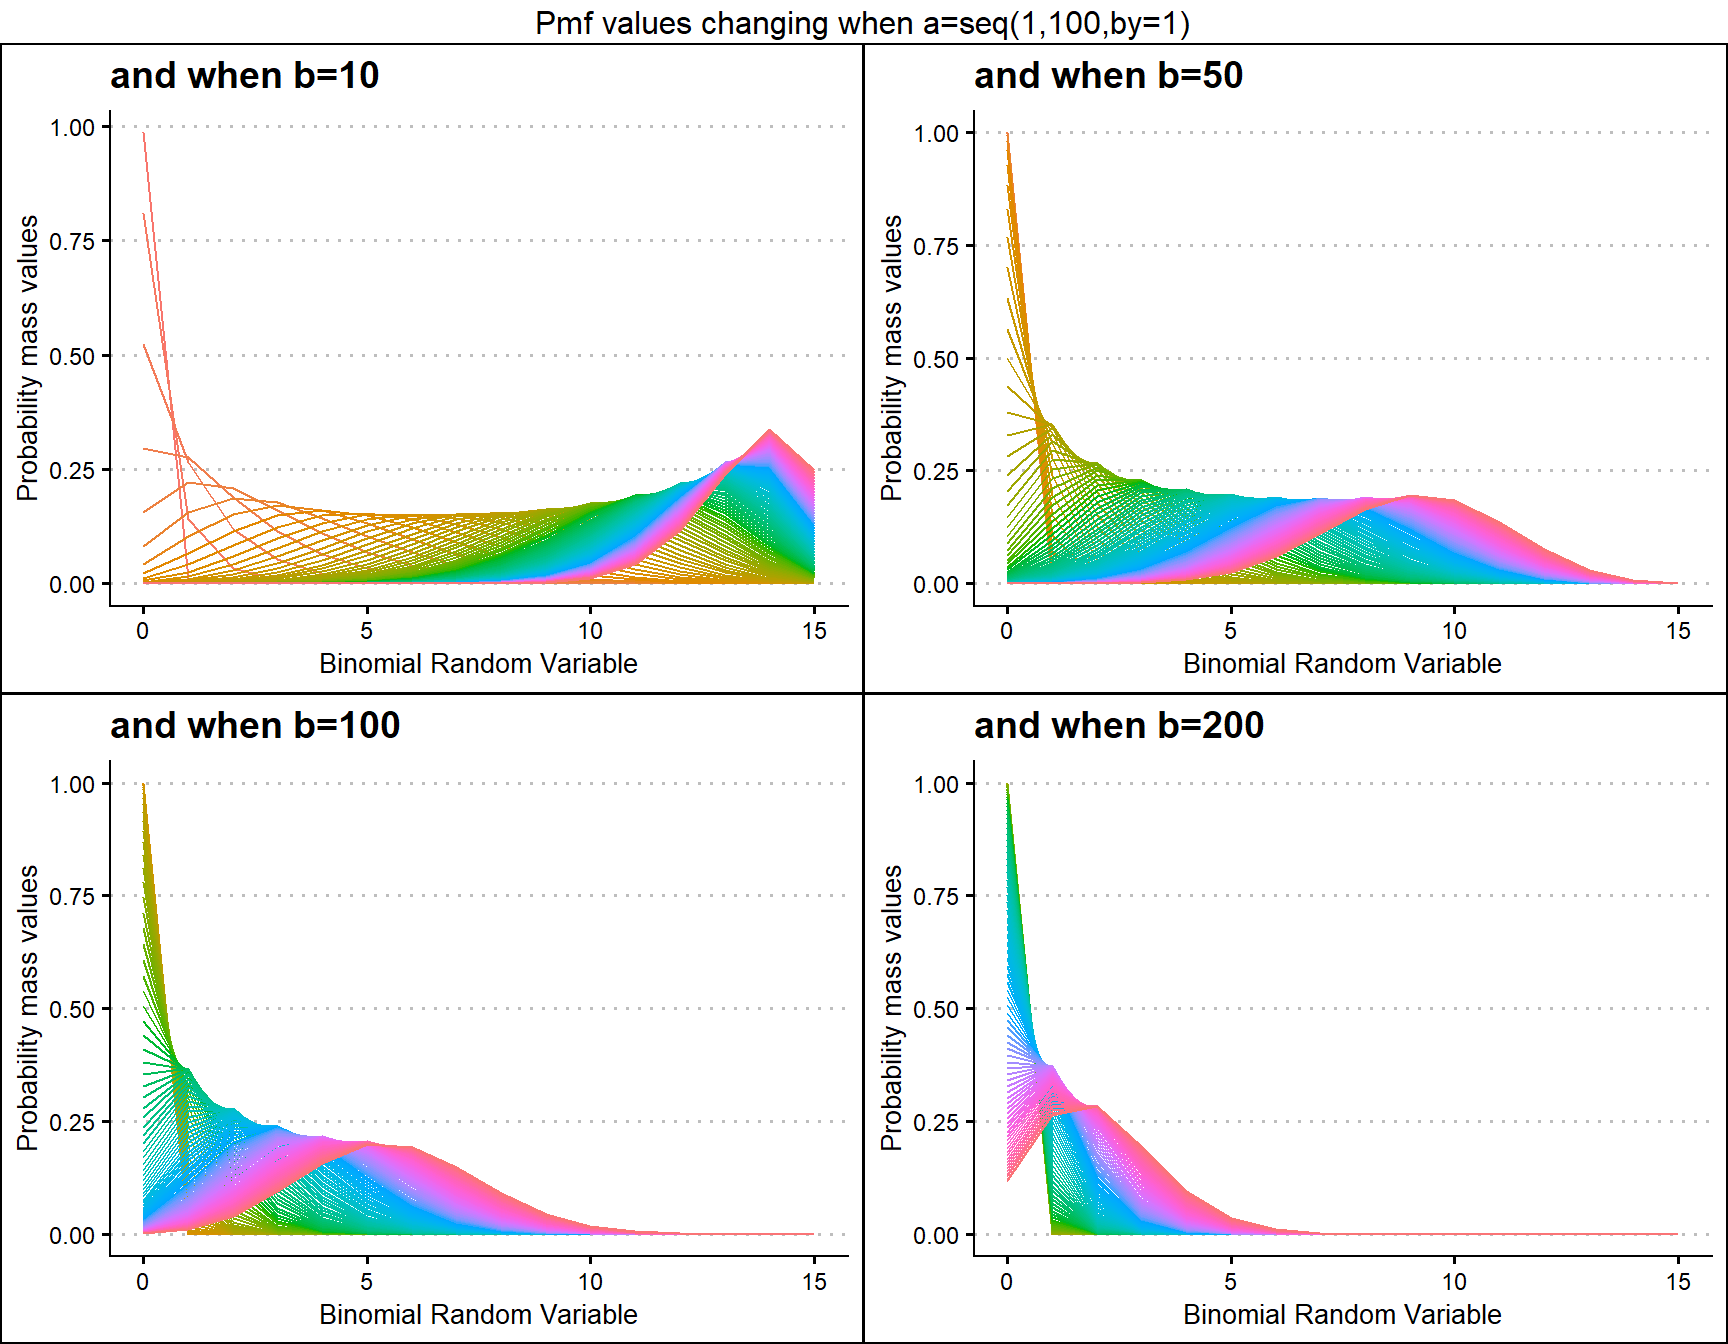 Pmf values changing when a=seq(1,100,by=1)
and when b=10
Probability mass values
1.00
0.75
0.50
0.25
0.00
0 5 10 15
Binomial Random Variable
and when b=50
Probability mass values
1.00
0.75
0.50
0.25
0.00
0 5 10 15
Binomial Random Variable
and when b=100
Probability mass values
1.00
0.75
0.50
0.25
0.00
0 5 10 15
Binomial Random Variable
and when b=200
Probability mass values
1.00
0.75
0.50
0.25
0.00
0 5 10 15
Binomial Random Variable